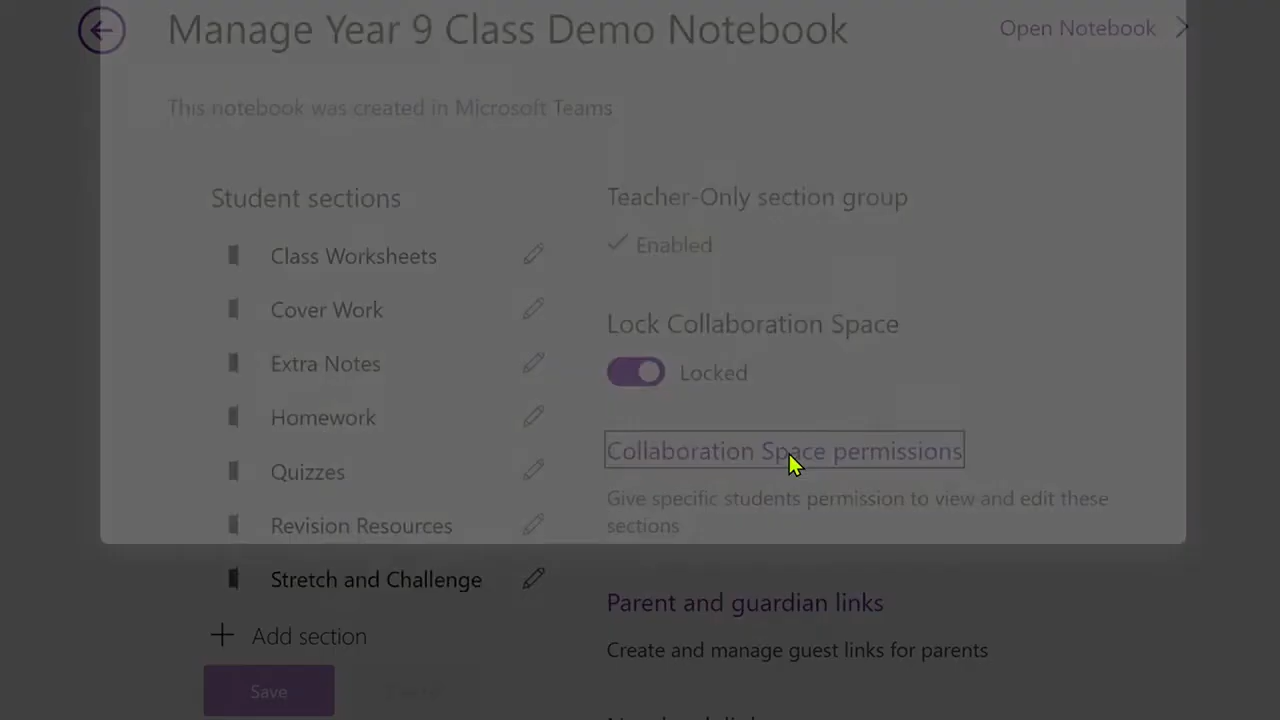 Manage Year 9 Class Demo Notebook
Open Notebook
This notebook was created in Microsoft Teams
Student sections
Class Worksheets
Cover Work
Extra Notes
Homework
Quizzes
Revision Resources
Stretch and Challenge
Add section
Save
Teacher-Only section group
Enabled
Lock Collaboration Space
Locked
Collaboration Space permissions
Give specific students permission to view and edit these
sections
Parent and guardian links
Create and manage guest links for parents